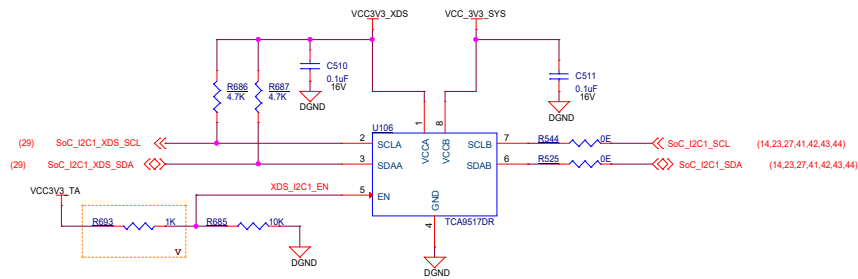 VCC3V3_XDS
VCC_3V3_SYS
C510
0.1uF
16V
DGND
C511
0.1uF
16V
DGND
R686
4.7K
R687
4.7K
U106
1
8
VCCA
VCCB
(29)
SoC_I2C1_XDS_SCL
2
SCLA
SCLB
7
R544
0E
SoC_I2C1_SCL
(14,23,27,41,42,43,44)
(29)
SoC_I2C1_XDS_SDA
3
SDAA
SDAB
6
R525
0E
SoC_I2C1_SDA
(14,23,27,41,42,43,44)
VCC3V3_TA
XDS_I2C1_EN
5
EN
GND
4
TCA9517DR
R693
1K
R685
10K
V
DGND
DGND